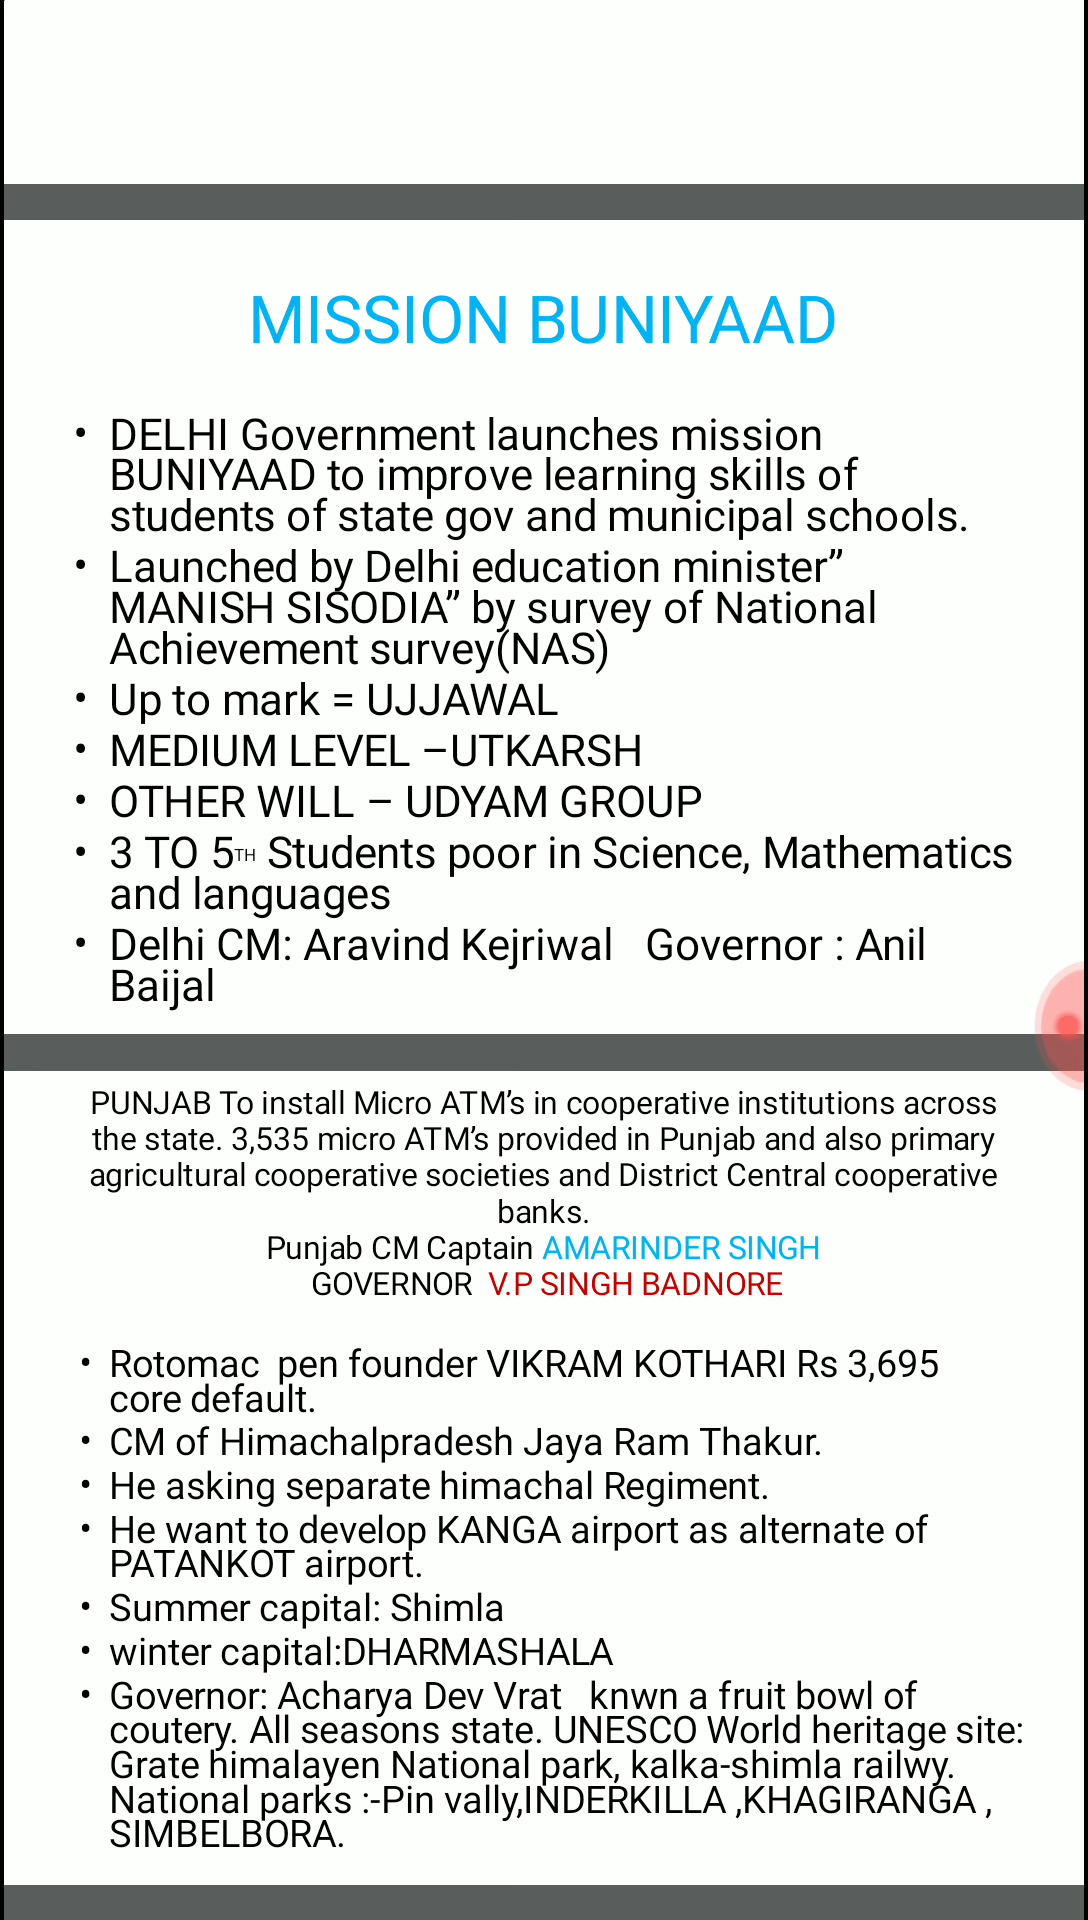 MISSION BUNIYAAD
• DELHI Government launches mission
BUNIYAAD to improve learning skills of
students of state gov and municipal schools.
• Launched by Delhi education minister”
MANISH SISODIA” by survey of National
Achievement survey(NAS)
• Up to mark = UJJAWAL
• MEDIUM LEVEL –UTKARSH
• OTHER WILL – UDYAM GROUP
• 3 TO 5TH Students poor in Science, Mathematics
and languages
• Delhi CM: Aravind Kejriwal   Governor : Anil
Baijal
PUNJAB To install Micro ATM’s in cooperative institutions across
the state. 3,535 micro ATM’s provided in Punjab and also primary
agricultural cooperative societies and District Central cooperative
banks.
Punjab CM Captain AMARINDER SINGH
GOVERNOR  V.P SINGH BADNORE
• Rotomac  pen founder VIKRAM KOTHARI Rs 3,695
core default.
• CM of Himachalpradesh Jaya Ram Thakur.
• He asking separate himachal Regiment.
• He want to develop KANGA airport as alternate of
PATANKOT airport.
• Summer capital: Shimla
• winter capital:DHARMASHALA
• Governor: Acharya Dev Vrat   knwn a fruit bowl of
coutery. All seasons state. UNESCO World heritage site:
Grate himalayen National park, kalka-shimla railwy.
National parks :-Pin vally,INDERKILLA ,KHAGIRANGA ,
SIMBELBORA.